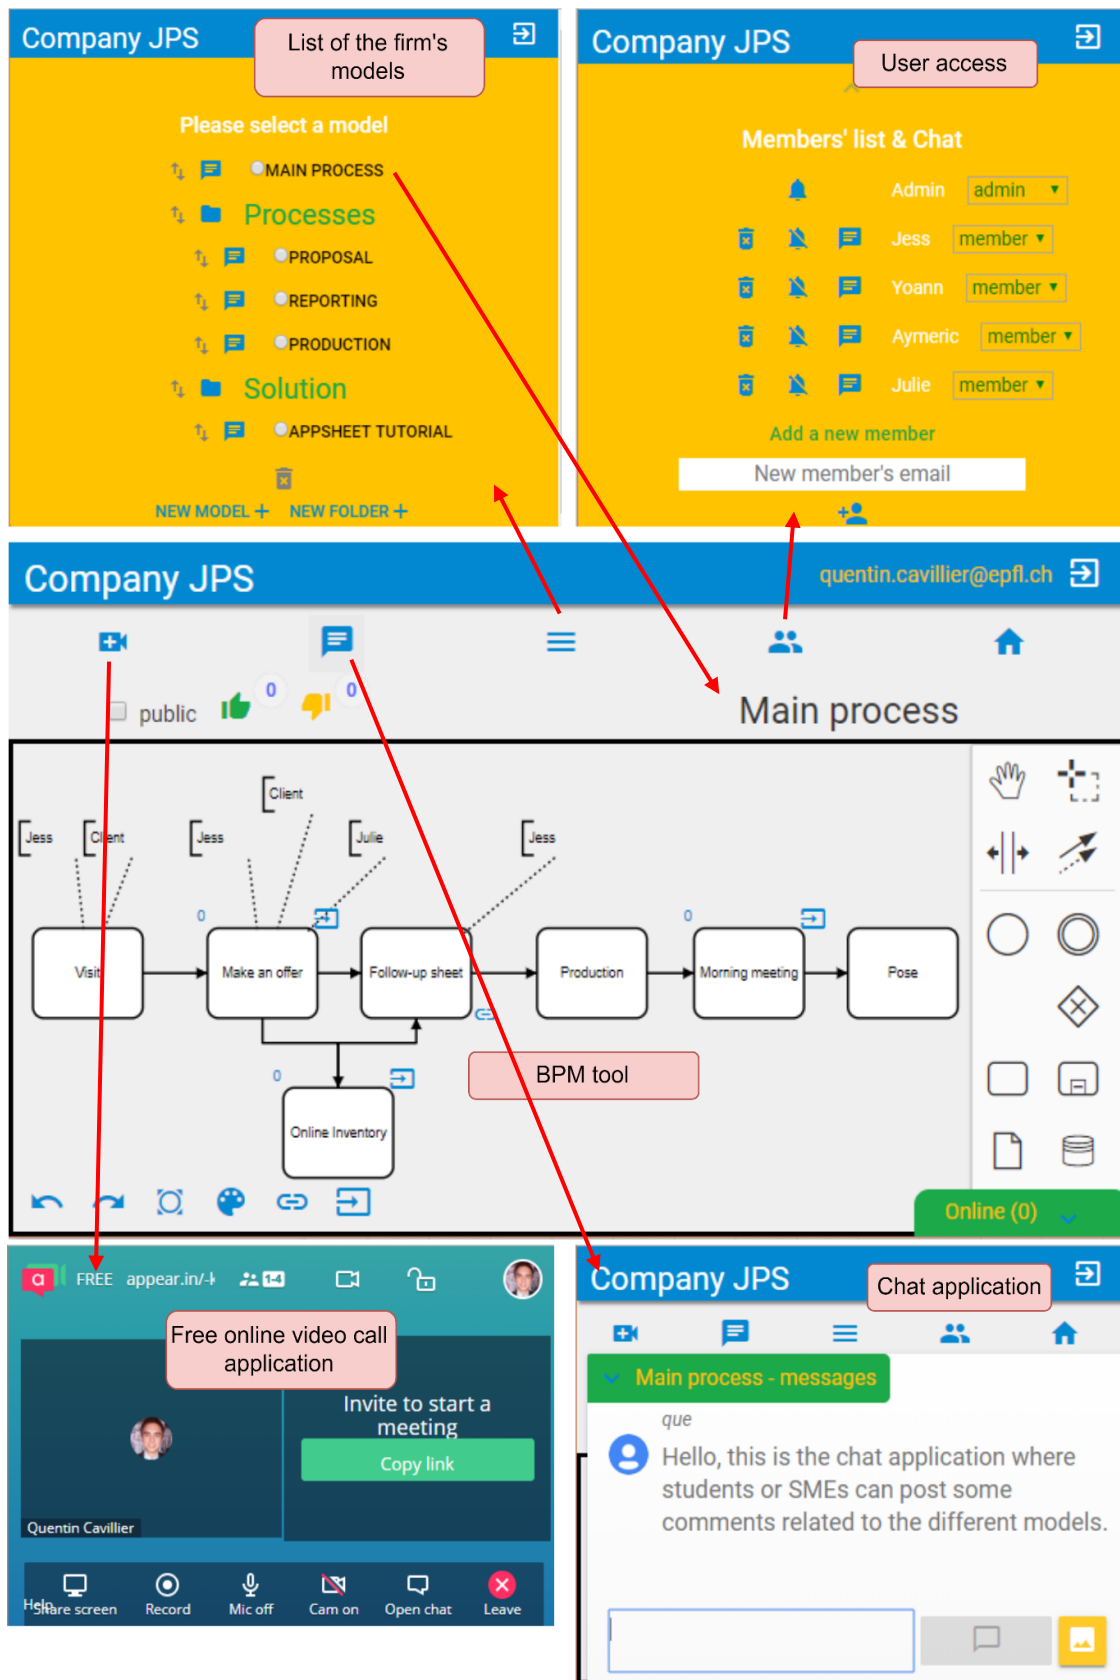 Company JPS
List of the firm's
models
Please select a model
MAIN PROCESS
Processes
PROPOSAL
REPORTING
PRODUCTION
Solution
APPSHEET TUTORIAL
NEW MODEL + NEW FOLDER +
Company JPS
User access
Members' list & Chat
Admin admin
Jess member
Yoann member
Aymeric member
Julie member
Add a new member
New member's email
Company JPS
quentin.cavillier@epfl.ch
public 0 0
Main process
Client
Jess Client Jess Julie Jess
0 0
Visit Make an offer Follow-up sheet Production Morning meeting Pose
BPM tool
0
Online Inventory
Online (0)
a FREE appear.in/-k 1-4
Free online video call
application
Invite to start a
meeting
Copy link
Quentin Cavillier
Help
Share screen Record Mic off Cam on Open chat Leave
Company JPS
Chat application
Main process - messages
que
Hello, this is the chat application where
students or SMEs can post some
comments related to the different models.